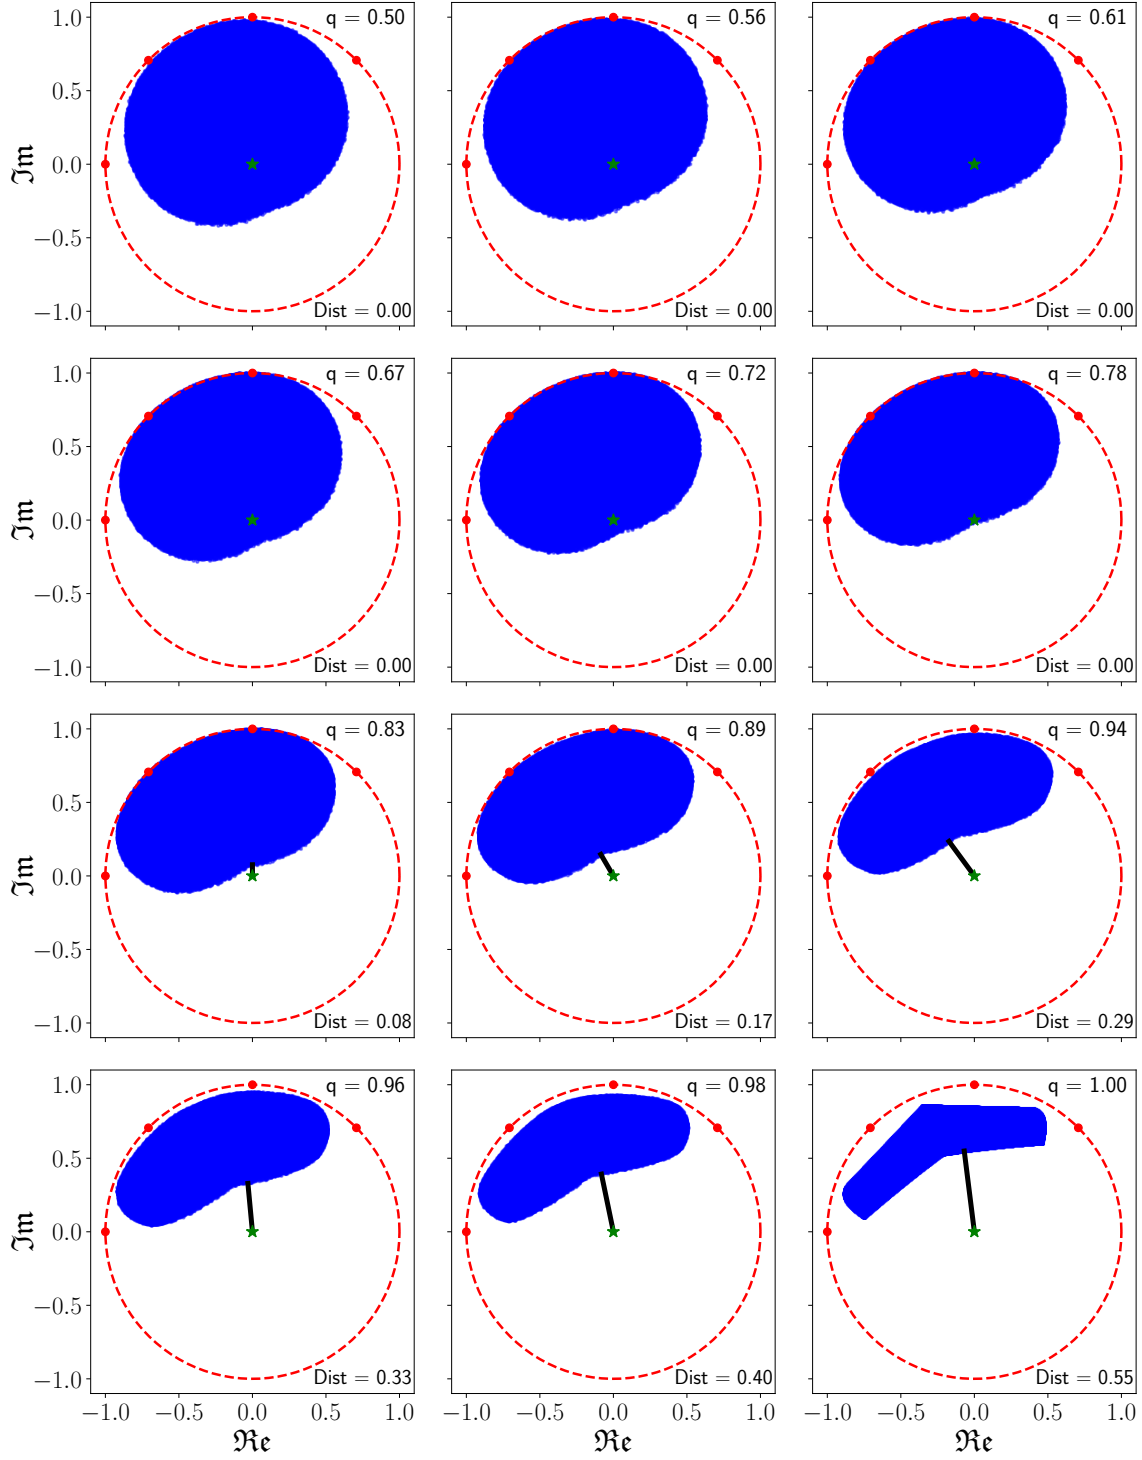 1.0
0.5
0.0
−0.5
−1.0
ℑm
q = 0.50
Dist = 0.00
q = 0.56
Dist = 0.00
q = 0.61
Dist = 0.00
1.0
0.5
0.0
−0.5
−1.0
ℑm
q = 0.67
Dist = 0.00
q = 0.72
Dist = 0.00
q = 0.78
Dist = 0.00
1.0
0.5
0.0
−0.5
−1.0
ℑm
q = 0.83
Dist = 0.08
q = 0.89
Dist = 0.17
q = 0.94
Dist = 0.29
1.0
0.5
0.0
−0.5
−1.0
ℑm
q = 0.96
Dist = 0.33
q = 0.98
Dist = 0.40
q = 1.00
Dist = 0.55
−1.0 −0.5 0.0 0.5 1.0
ℜe
−1.0 −0.5 0.0 0.5 1.0
ℜe
−1.0 −0.5 0.0 0.5 1.0
ℜe